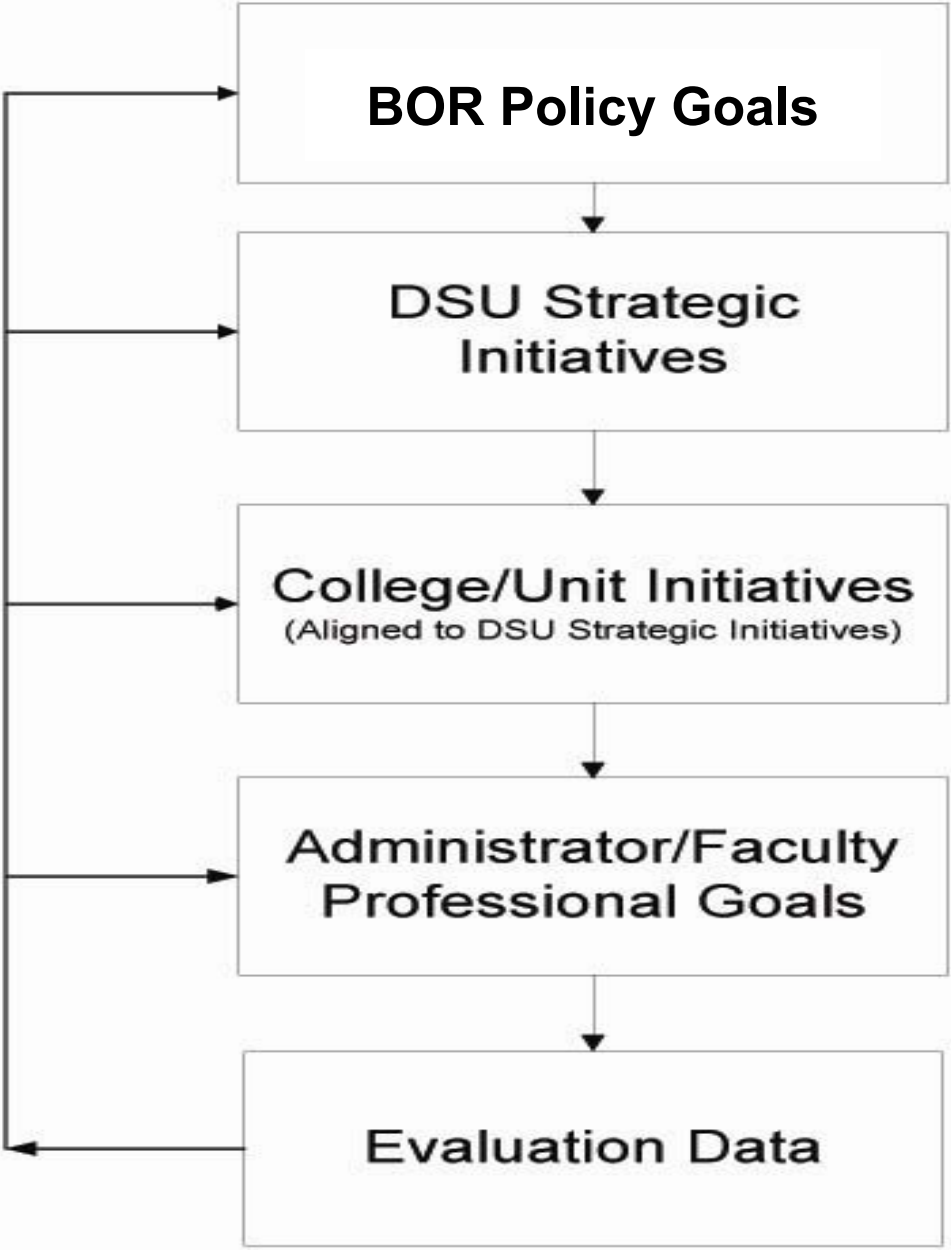 BOR Policy Goals
DSU Strategic
Initiatives
College/Unit Initiatives
(Aligned to DSU Strategic Initiatives)
Administrator/Faculty
Professional Goals
Evaluation Data